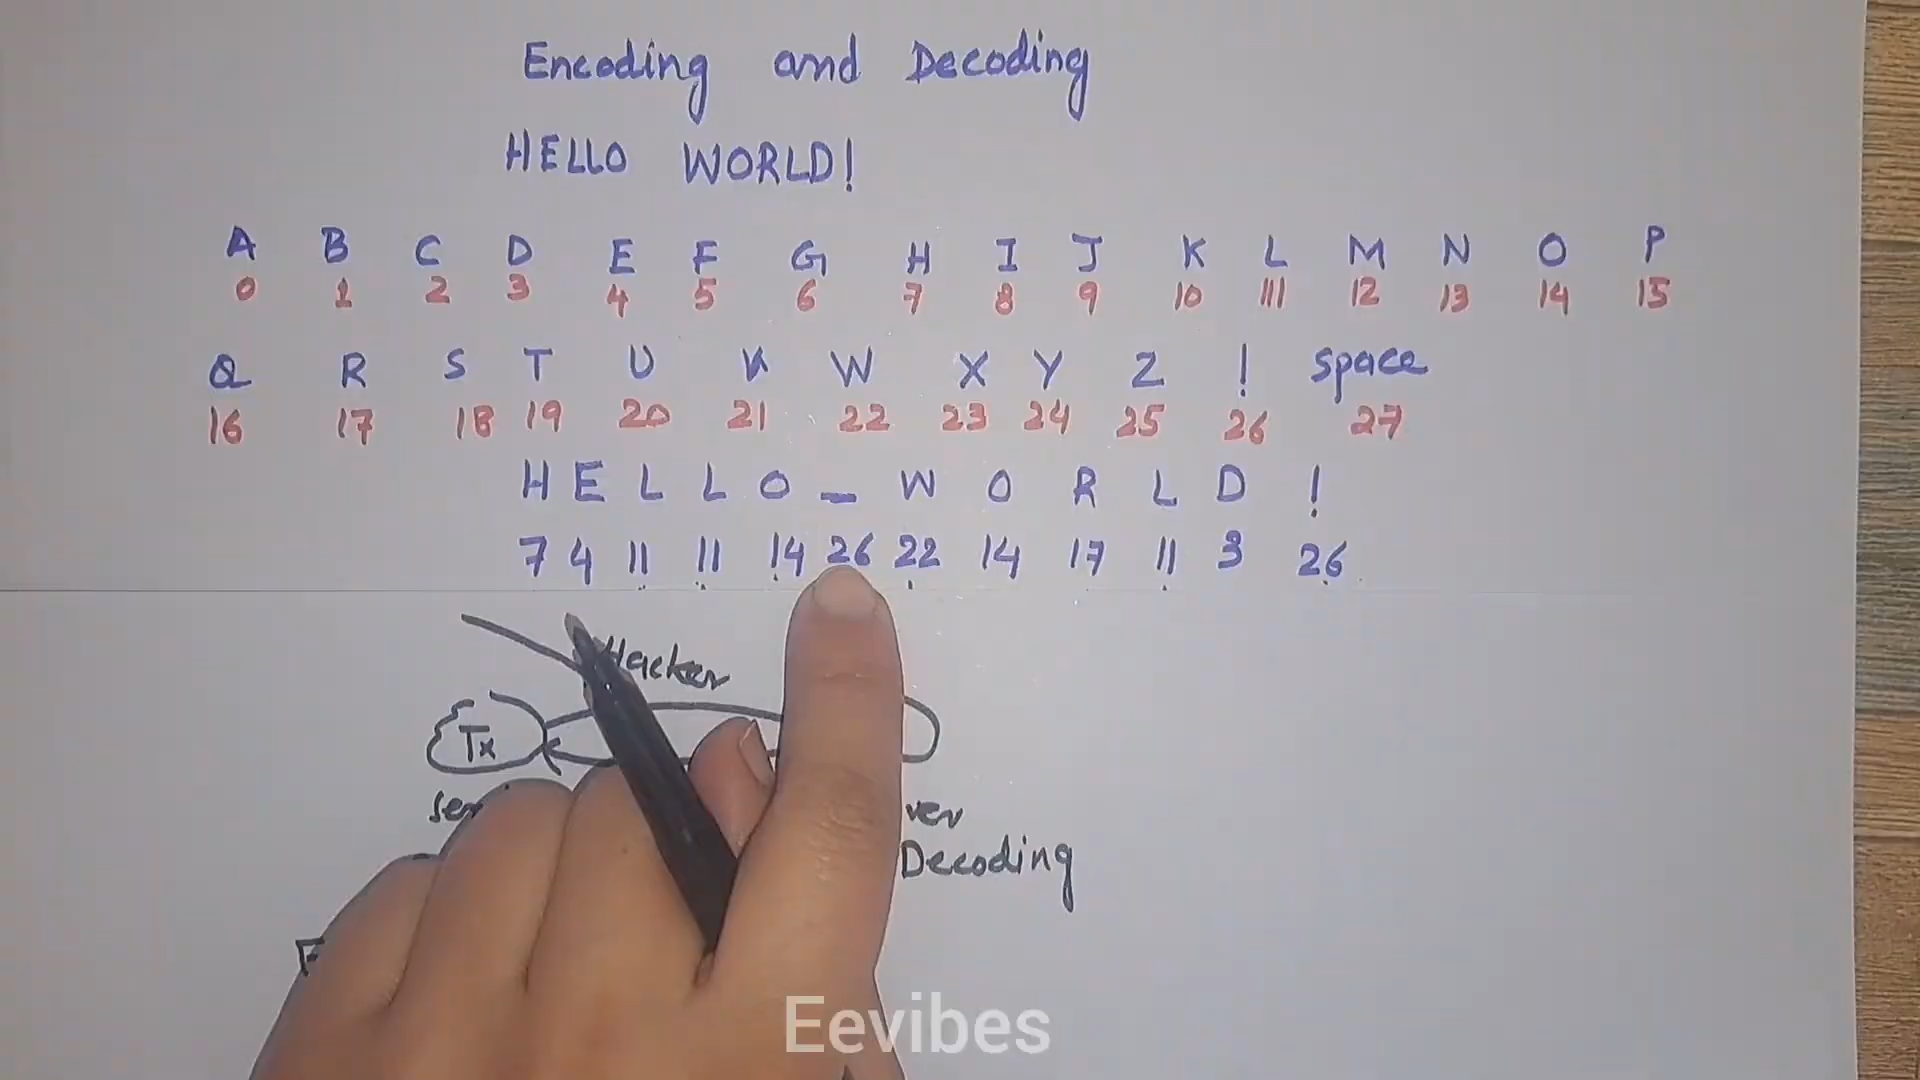 Encoding and Decoding
HELLO WORLD!
A B C D E F G H I J K L M N O P
0 1 2 3 4 5 6 7 8 9 10 11 12 13 14 15
Q R S T U V W X Y Z ! space
16 17 18 19 20 21 22 23 24 25 26 27
H E L L O _ W O R L D !
7 4 11 11 14 26 22 14 17 11 3 26
Hacker
Tx
Decoding
Eevibes